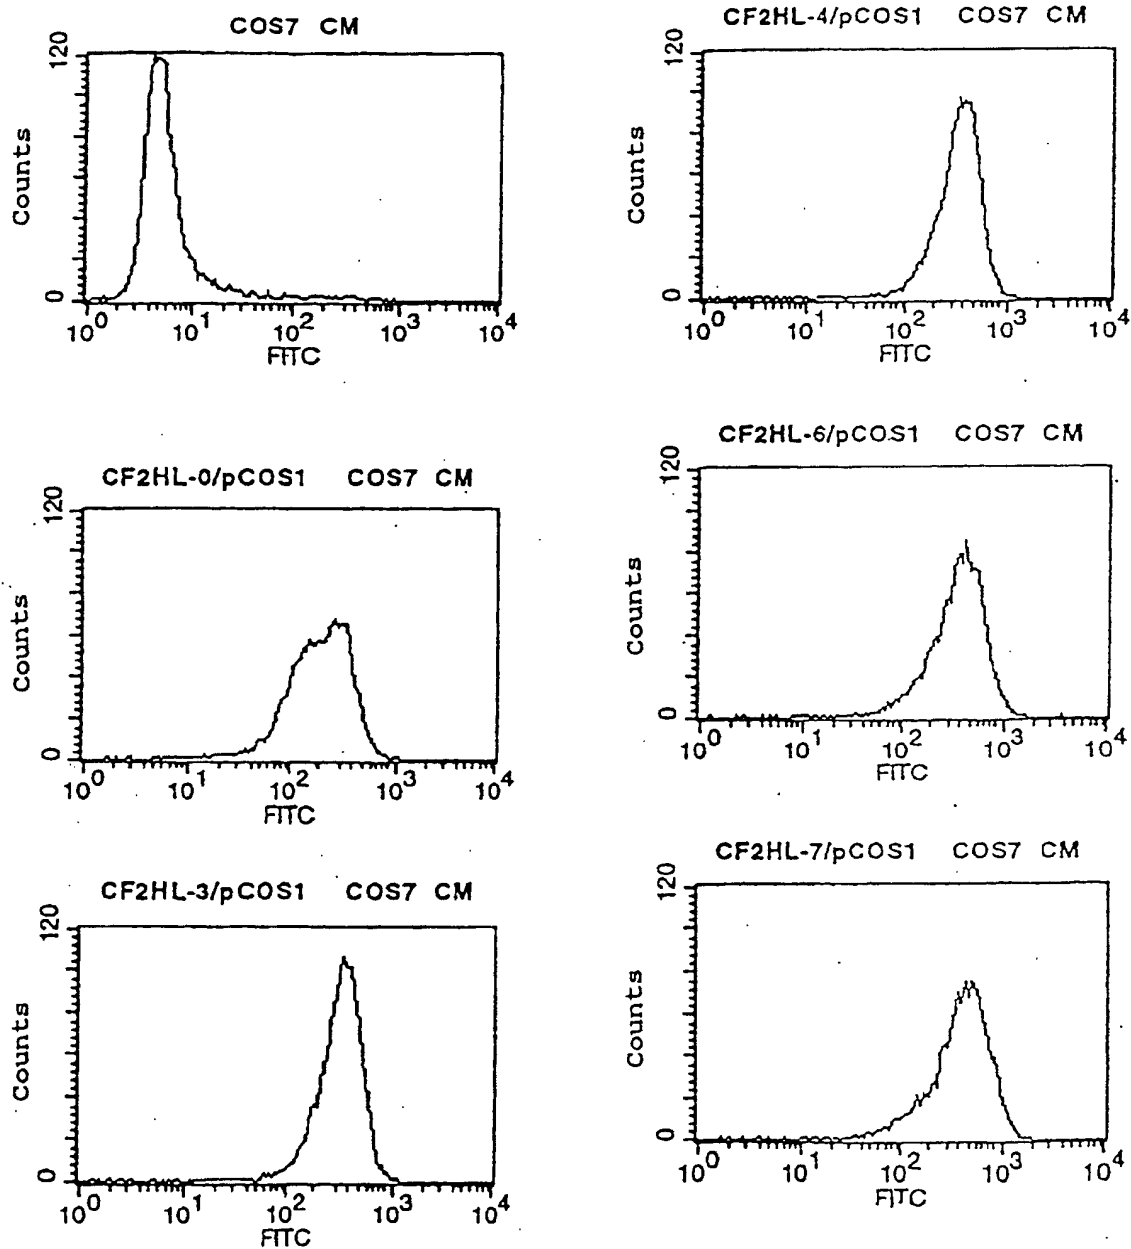 COS7 CM
120
Counts
0
10^0 10^1 10^2 10^3 10^4
FITC
CF2HL-0/pCOS1 COS7 CM
120
Counts
0
10^0 10^1 10^2 10^3 10^4
FITC
CF2HL-3/pCOS1 COS7 CM
120
Counts
0
10^0 10^1 10^2 10^3 10^4
FITC
CF2HL-4/pCOS1 COS7 CM
120
Counts
0
10^0 10^1 10^2 10^3 10^4
FITC
CF2HL-6/pCOS1 COS7 CM
120
Counts
0
10^0 10^1 10^2 10^3 10^4
FITC
CF2HL-7/pCOS1 COS7 CM
120
Counts
0
10^0 10^1 10^2 10^3 10^4
FITC